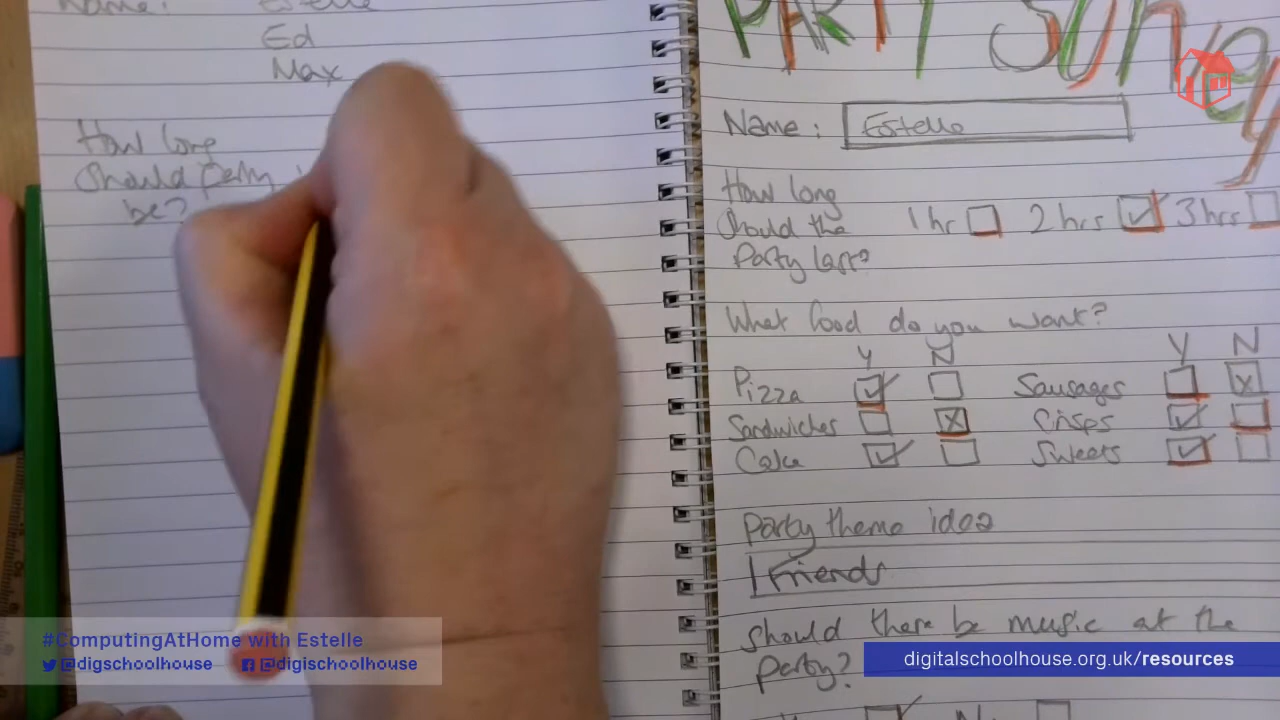 Name: Estelle
Ed
Max
How long
Should party
be?
PARTY SURVEY
Name: Estelle
How long
Should the
Party last?
1 hr 2 hrs 3 hrs
What food do you want?
Y N Y N
Pizza Sausages
Sandwiches Crisps
Cake Sweets
Party theme idea
Friends
Should there be music at the
party?
#ComputingAtHome with Estelle
@digschoolhouse @digischoolhouse
digitalschoolhouse.org.uk/resources